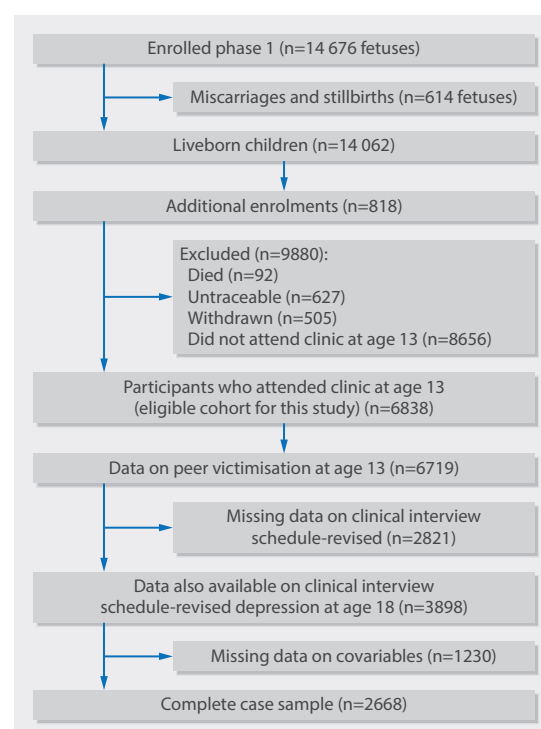 Enrolled phase 1 (n=14 676 fetuses)
Miscarriages and stillbirths (n=614 fetuses)
Liveborn children (n=14 062)
Additional enrolments (n=818)
Excluded (n=9880):
Died (n=92)
Untraceable (n=627)
Withdrawn (n=505)
Did not attend clinic at age 13 (n=8656)
Participants who attended clinic at age 13
(eligible cohort for this study) (n=6838)
Data on peer victimisation at age 13 (n=6719)
Missing data on clinical interview
schedule-revised (n=2821)
Data also available on clinical interview
schedule-revised depression at age 18 (n=3898)
Missing data on covariables (n=1230)
Complete case sample (n=2668)